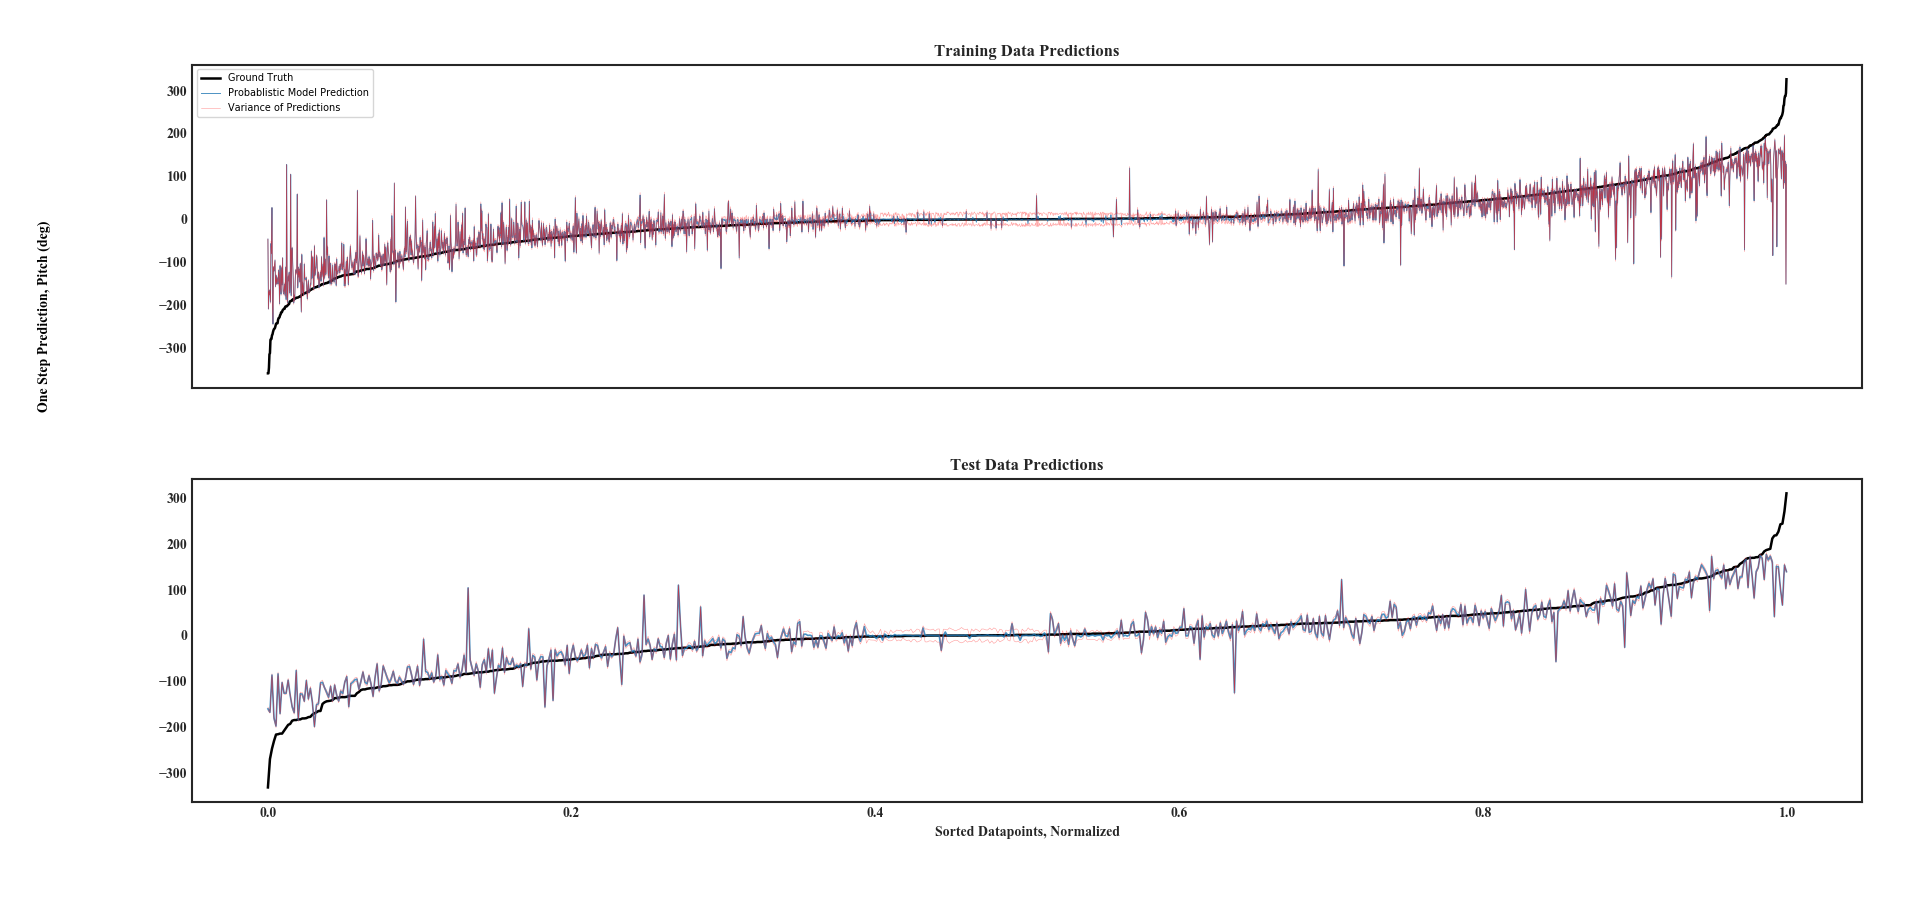 Training Data Predictions
Ground Truth
Probablistic Model Prediction
Variance of Predictions
300
200
100
0
−100
−200
−300
One Step Prediction, Pitch (deg)
Test Data Predictions
300
200
100
0
−100
−200
−300
0.0 0.2 0.4 0.6 0.8 1.0
Sorted Datapoints, Normalized